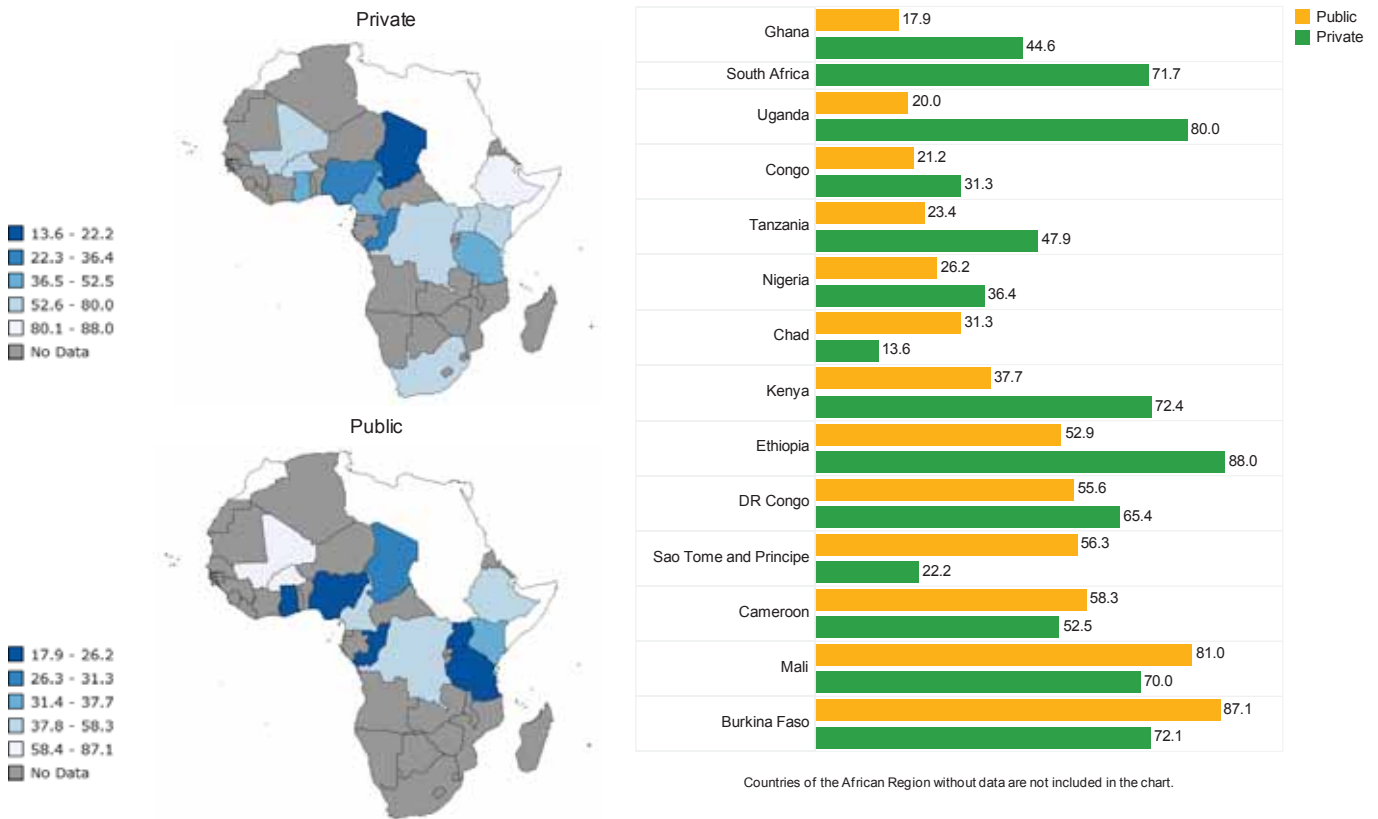 Private
13.6 - 22.2
22.3 - 36.4
36.5 - 52.5
52.6 - 80.0
80.1 - 88.0
No Data
Public
17.9 - 26.2
26.3 - 31.3
31.4 - 37.7
37.8 - 58.3
58.4 - 87.1
No Data
Public
Private
Ghana
17.9
44.6
South Africa
71.7
Uganda
20.0
80.0
Congo
21.2
31.3
Tanzania
23.4
47.9
Nigeria
26.2
36.4
Chad
31.3
13.6
Kenya
37.7
72.4
Ethiopia
52.9
88.0
DR Congo
55.6
65.4
Sao Tome and Principe
56.3
22.2
Cameroon
58.3
52.5
Mali
81.0
70.0
Burkina Faso
87.1
72.1
Countries of the African Region without data are not included in the chart.